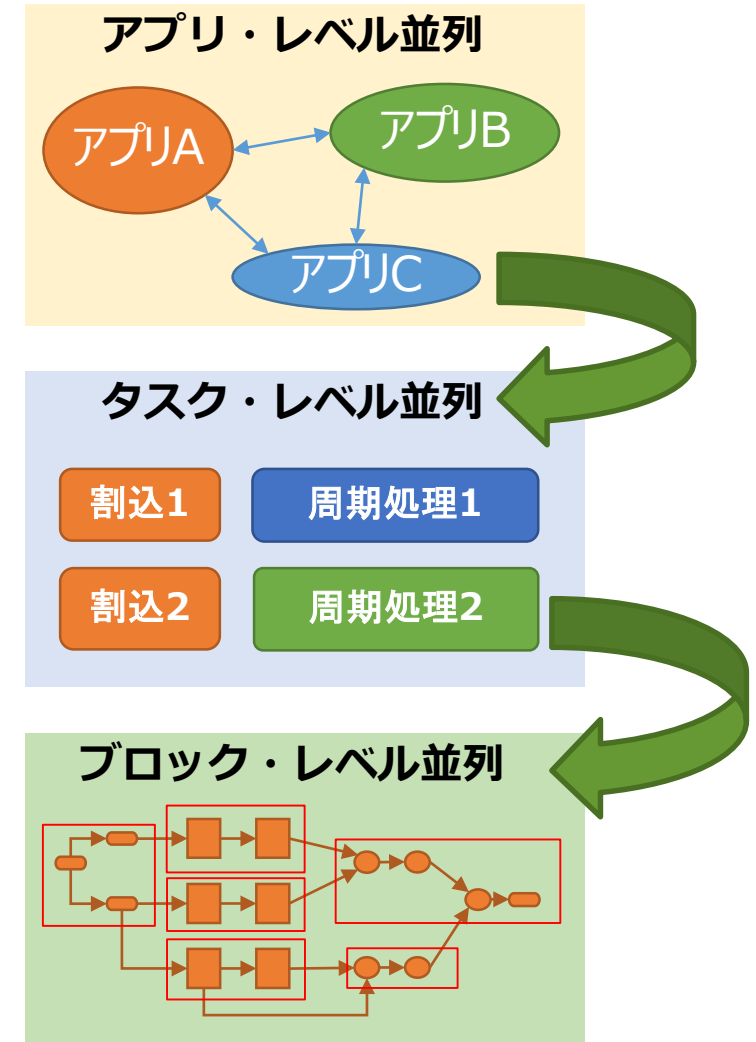 アプリ・レベル並列
アプリA
アプリB
アプリC
タスク・レベル並列
割込1
周期処理1
割込2
周期処理2
ブロック・レベル並列